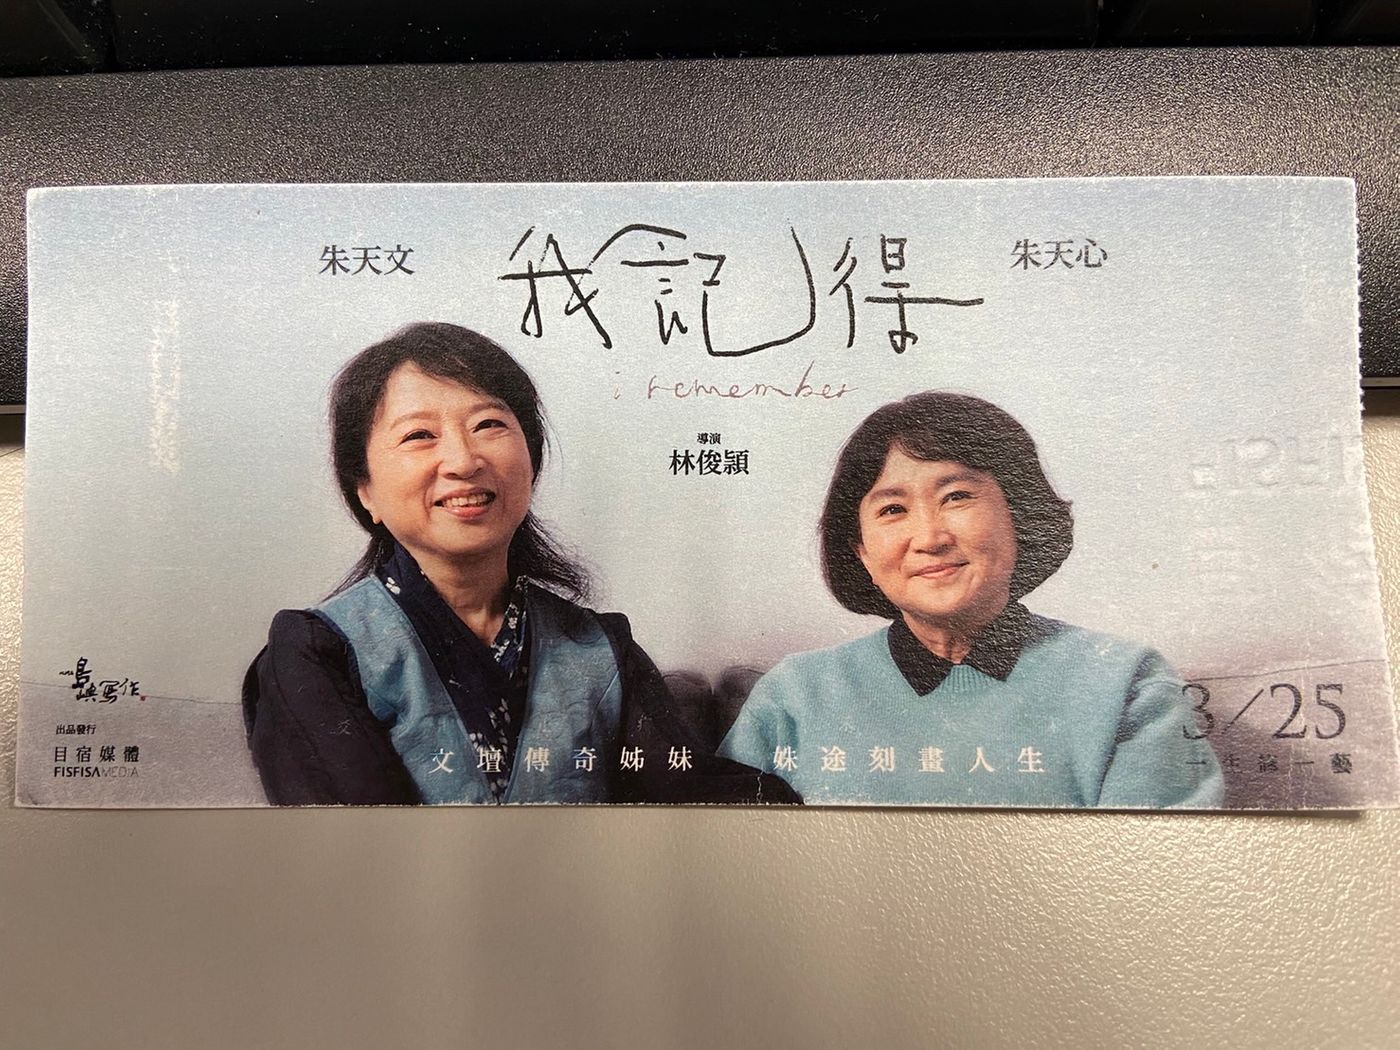 朱天文
我記得
朱天心
i remember
導演
林俊頴
島嶼寫作
出品發行
目宿媒體
FISFISA MEDIA
文壇傳奇姊妹 姝途刻畫人生
3/25
一生談一藝